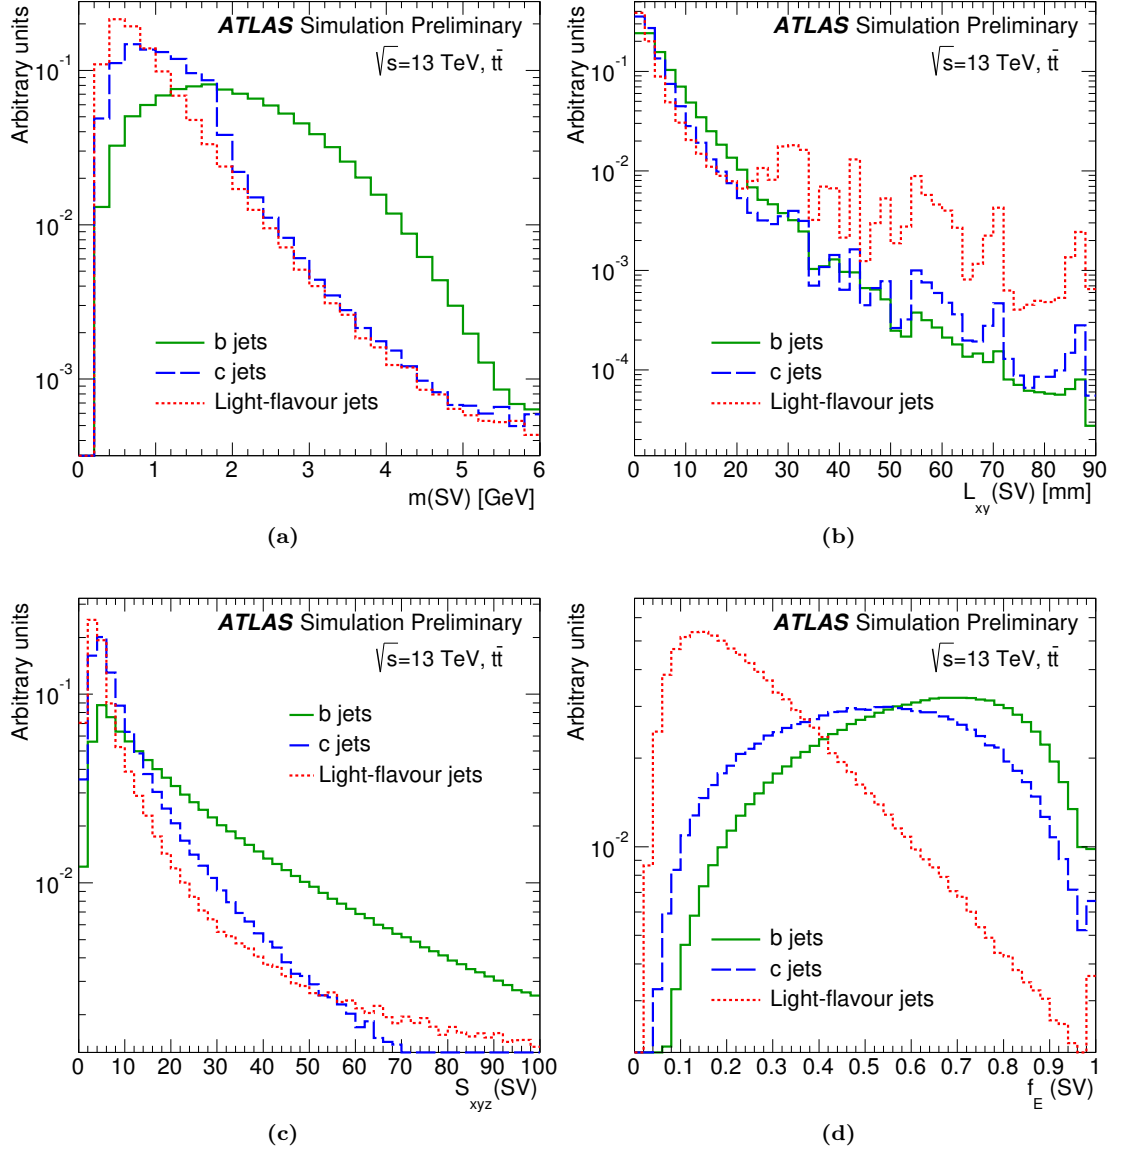 ATLAS Simulation Preliminary
√s=13 TeV, tt̄
Arbitrary units
10⁻¹
10⁻²
10⁻³
b jets
c jets
Light-flavour jets
0 1 2 3 4 5 6
m(SV) [GeV]
(a)
ATLAS Simulation Preliminary
√s=13 TeV, tt̄
Arbitrary units
10⁻¹
10⁻²
10⁻³
10⁻⁴
b jets
c jets
Light-flavour jets
0 10 20 30 40 50 60 70 80 90
L_xy(SV) [mm]
(b)
ATLAS Simulation Preliminary
√s=13 TeV, tt̄
Arbitrary units
10⁻¹
10⁻²
b jets
c jets
Light-flavour jets
0 10 20 30 40 50 60 70 80 90 100
S_xyz(SV)
(c)
ATLAS Simulation Preliminary
√s=13 TeV, tt̄
Arbitrary units
10⁻²
b jets
c jets
Light-flavour jets
0 0.1 0.2 0.3 0.4 0.5 0.6 0.7 0.8 0.9 1
f_E (SV)
(d)